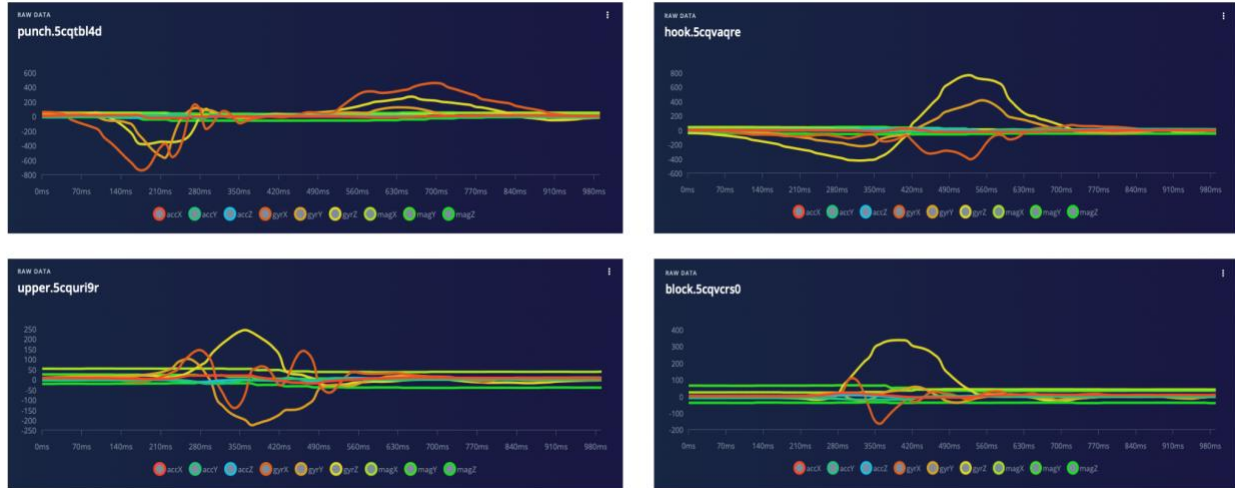 RAW DATA
punch.5cqtbl4d
600
400
200
0
-200
-400
-600
-800
0ms 70ms 140ms 210ms 280ms 350ms 420ms 490ms 560ms 630ms 700ms 770ms 840ms 910ms 980ms
accX accY accZ gyrX gyrY gyrZ magX magY magZ
RAW DATA
hook.5cqvaqre
800
600
400
200
0
-200
-400
-600
0ms 70ms 140ms 210ms 280ms 350ms 420ms 490ms 560ms 630ms 700ms 770ms 840ms 910ms 980ms
accX accY accZ gyrX gyrY gyrZ magX magY magZ
RAW DATA
upper.5cquri9r
250
200
150
100
50
0
-50
-100
-150
-200
-250
0ms 70ms 140ms 210ms 280ms 350ms 420ms 490ms 560ms 630ms 700ms 770ms 840ms 910ms 980ms
accX accY accZ gyrX gyrY gyrZ magX magY magZ
RAW DATA
block.5cqvcrs0
400
300
200
100
0
-100
-200
0ms 70ms 140ms 210ms 280ms 350ms 420ms 490ms 560ms 630ms 700ms 770ms 840ms 910ms 980ms
accX accY accZ gyrX gyrY gyrZ magX magY magZ